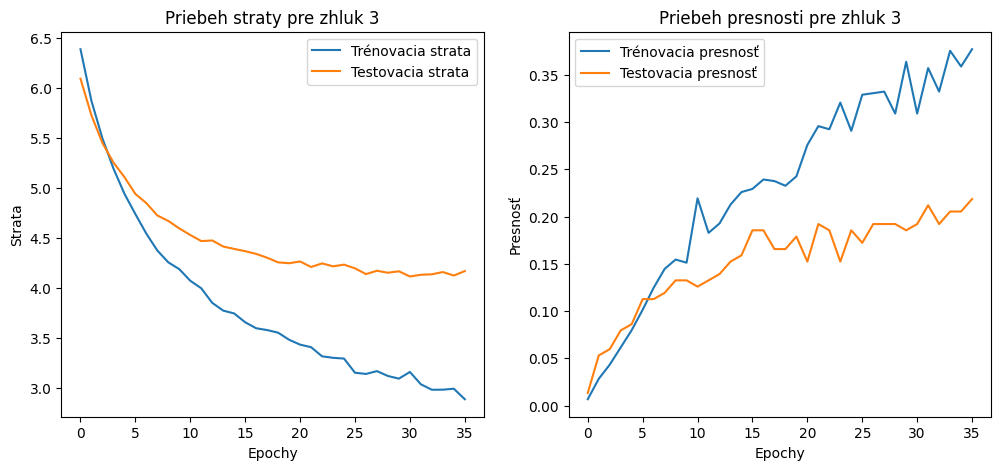 Priebeh straty pre zhluk 3
6.5
6.0
5.5
5.0
4.5
4.0
3.5
3.0
Strata
0 5 10 15 20 25 30 35
Epochy
Trénovacia strata
Testovacia strata
Priebeh presnosti pre zhluk 3
0.35
0.30
0.25
0.20
0.15
0.10
0.05
0.00
Presnosť
0 5 10 15 20 25 30 35
Epochy
Trénovacia presnosť
Testovacia presnosť